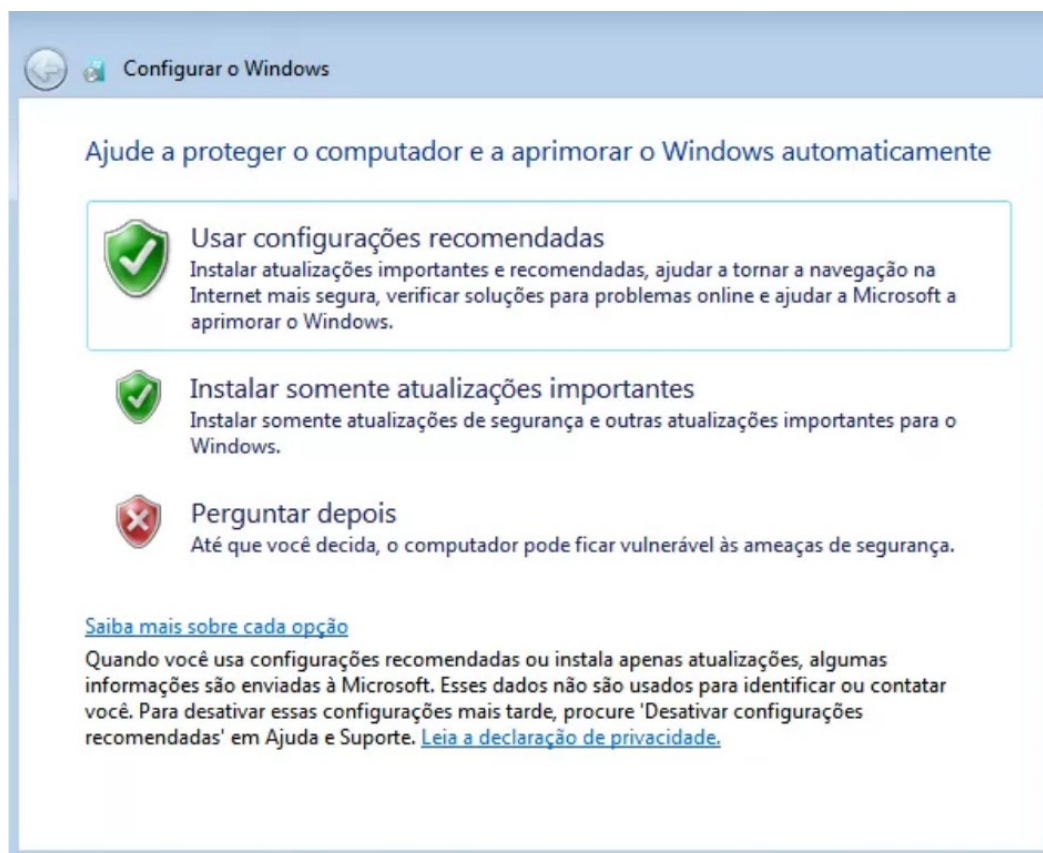 Configurar o Windows
Ajude a proteger o computador e a aprimorar o Windows automaticamente
Usar configurações recomendadas
Instalar atualizações importantes e recomendadas, ajudar a tornar a navegação na
Internet mais segura, verificar soluções para problemas online e ajudar a Microsoft a
aprimorar o Windows.
Instalar somente atualizações importantes
Instalar somente atualizações de segurança e outras atualizações importantes para o
Windows.
Perguntar depois
Até que você decida, o computador pode ficar vulnerável às ameaças de segurança.
Saiba mais sobre cada opção
Quando você usa configurações recomendadas ou instala apenas atualizações, algumas
informações são enviadas à Microsoft. Esses dados não são usados para identificar ou contatar
você. Para desativar essas configurações mais tarde, procure 'Desativar configurações
recomendadas' em Ajuda e Suporte. Leia a declaração de privacidade.